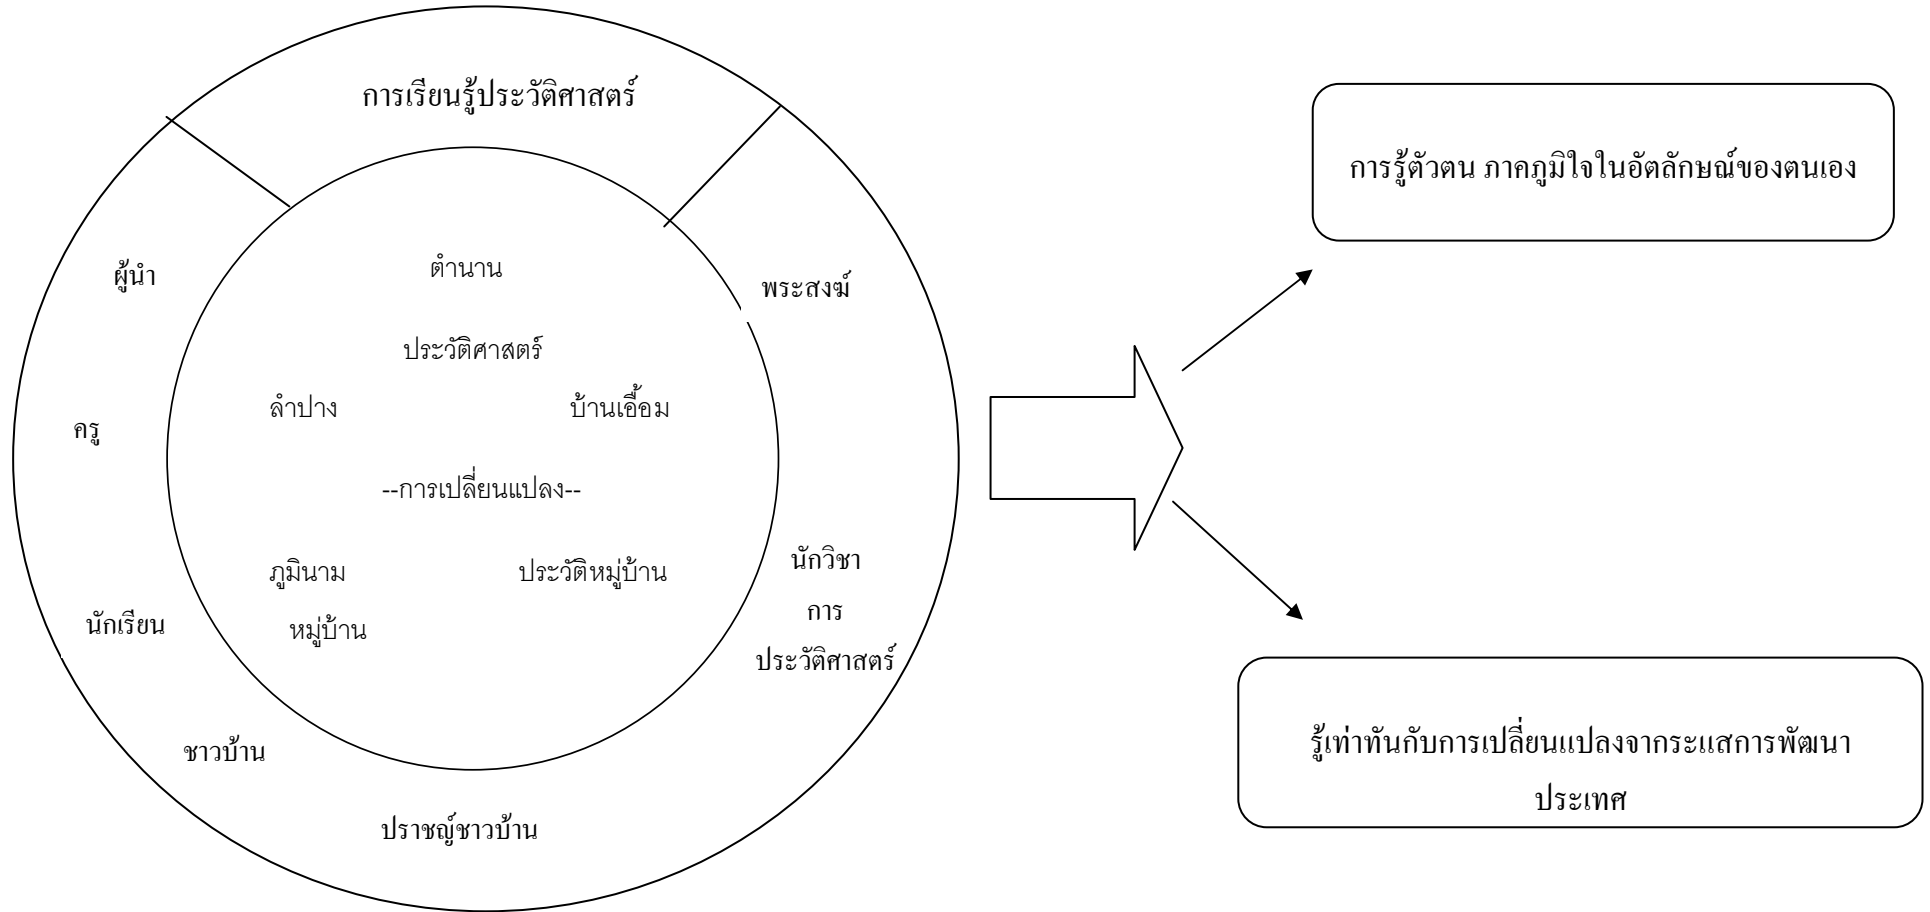 การเรียนรู้ประวัติศาสตร์
ผู้นำ
ครู
นักเรียน
ชาวบ้าน
ปราชญ์ชาวบ้าน
พระสงฆ์
นักวิชา
การ
ประวัติศาสตร์
ตำนาน
ประวัติศาสตร์
ลำปาง
บ้านเอื้อม
--การเปลี่ยนแปลง--
ภูมินาม
หมู่บ้าน
ประวัติหมู่บ้าน
การรู้ตัวตน ภาคภูมิใจในอัตลักษณ์ของตนเอง
รู้เท่าทันกับการเปลี่ยนแปลงจากระแสการพัฒนา
ประเทศ